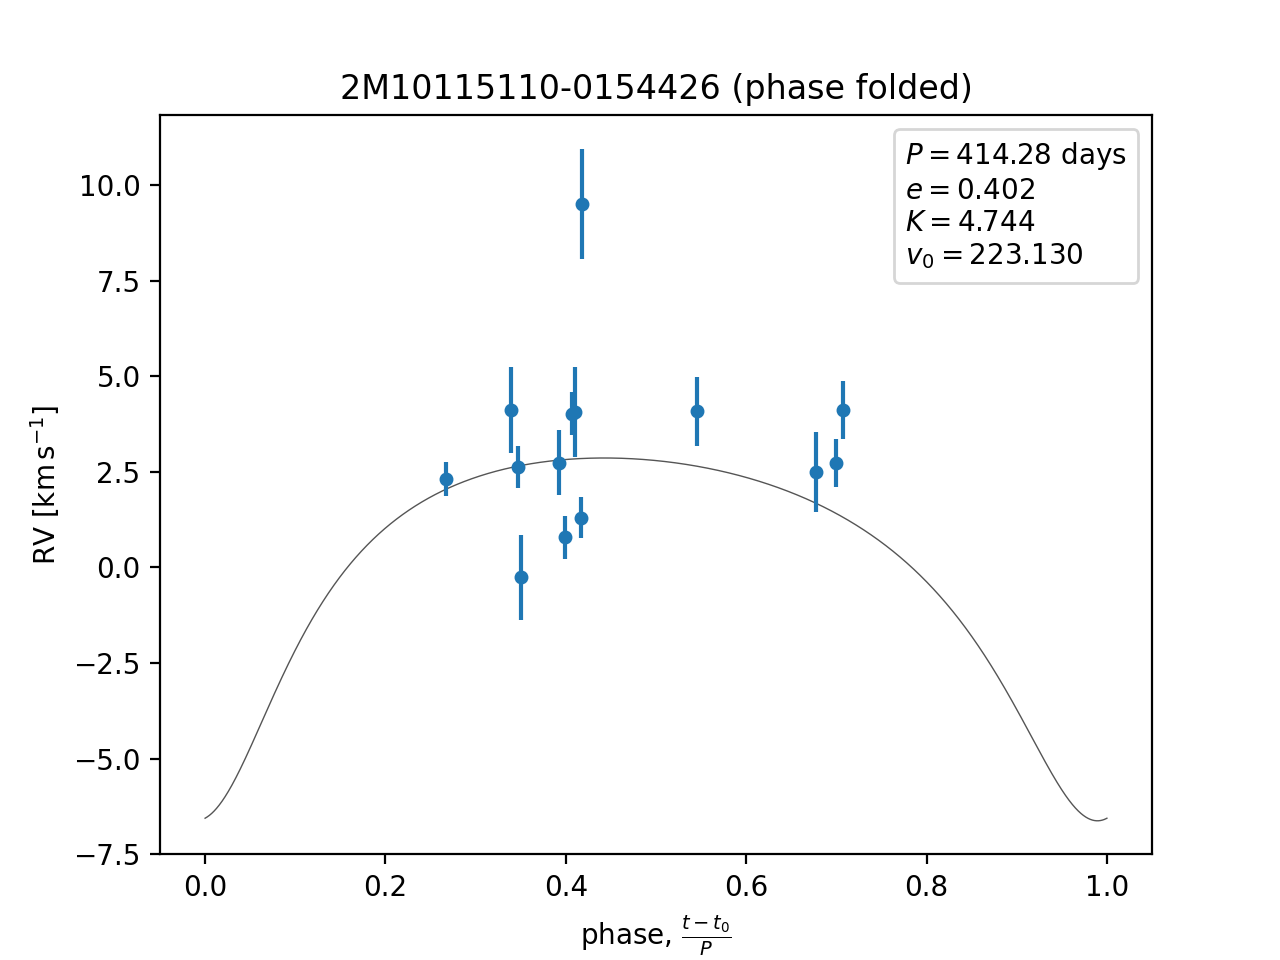 2M10115110-0154426 (phase folded)
P = 414.28 days
e = 0.402
K = 4.744
v₀ = 223.130
RV [km s⁻¹]
10.0
7.5
5.0
2.5
0.0
−2.5
−5.0
−7.5
0.0 0.2 0.4 0.6 0.8 1.0
phase, (t − t₀)/P